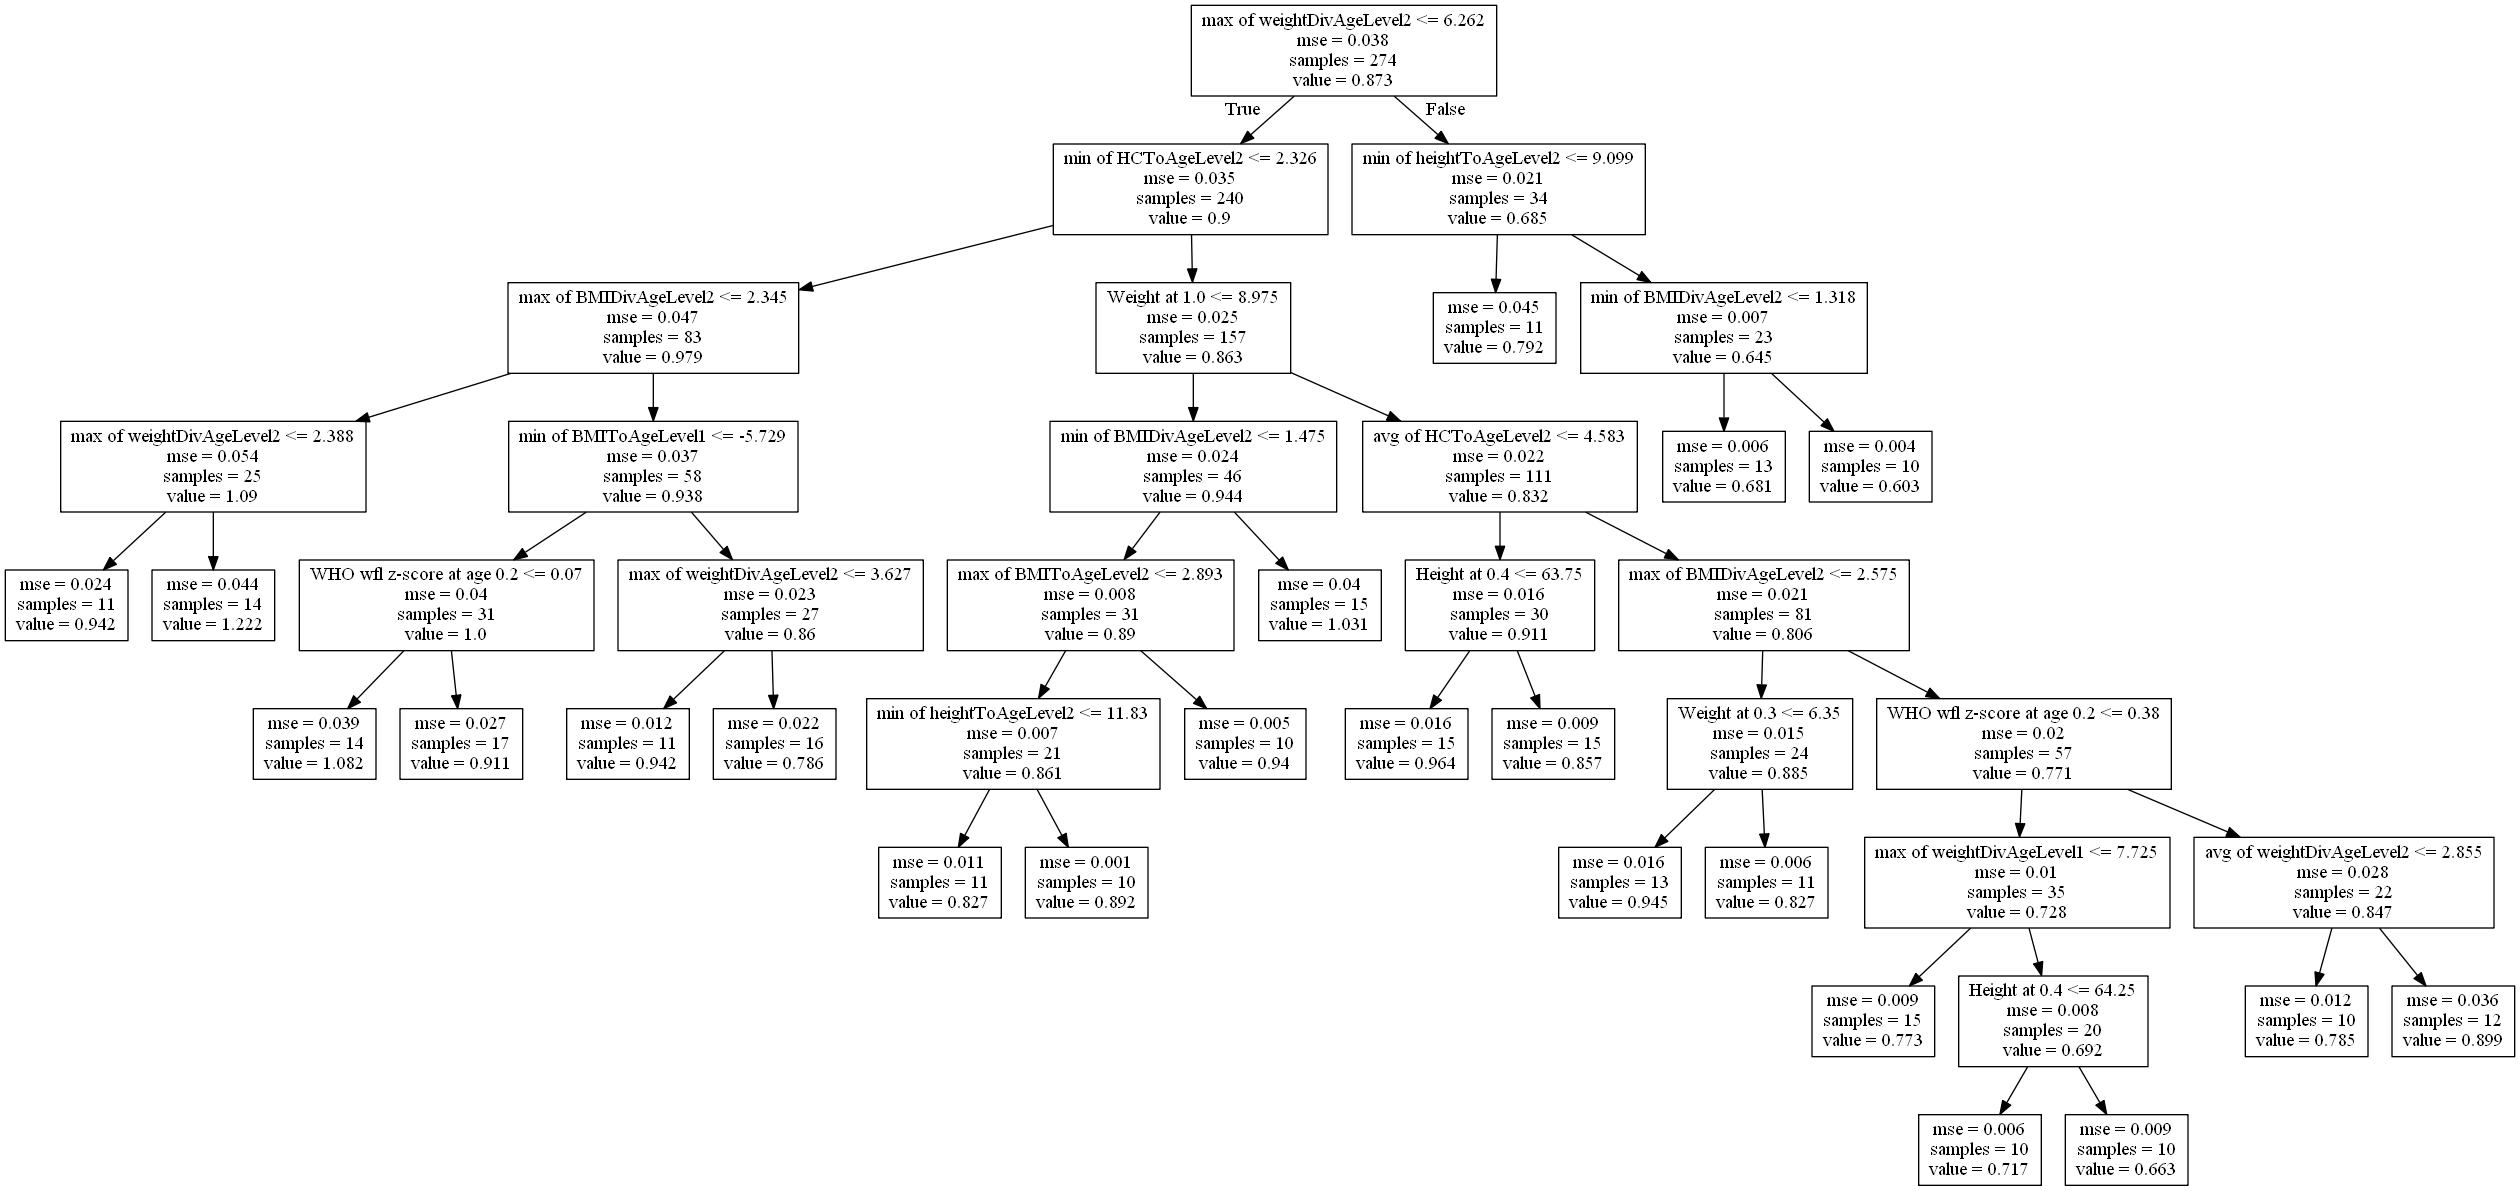 max of weightDivAgeLevel2 <= 6.262
mse = 0.038
samples = 274
value = 0.873
True
False
min of HCToAgeLevel2 <= 2.326
mse = 0.035
samples = 240
value = 0.9
min of heightToAgeLevel2 <= 9.099
mse = 0.021
samples = 34
value = 0.685
max of BMIDivAgeLevel2 <= 2.345
mse = 0.047
samples = 83
value = 0.979
Weight at 1.0 <= 8.975
mse = 0.025
samples = 157
value = 0.863
mse = 0.045
samples = 11
value = 0.792
min of BMIDivAgeLevel2 <= 1.318
mse = 0.007
samples = 23
value = 0.645
max of weightDivAgeLevel2 <= 2.388
mse = 0.054
samples = 25
value = 1.09
min of BMIToAgeLevel1 <= -5.729
mse = 0.037
samples = 58
value = 0.938
min of BMIDivAgeLevel2 <= 1.475
mse = 0.024
samples = 46
value = 0.944
avg of HCToAgeLevel2 <= 4.583
mse = 0.022
samples = 111
value = 0.832
mse = 0.006
samples = 13
value = 0.681
mse = 0.004
samples = 10
value = 0.603
mse = 0.024
samples = 11
value = 0.942
mse = 0.044
samples = 14
value = 1.222
WHO wfl z-score at age 0.2 <= 0.07
mse = 0.04
samples = 31
value = 1.0
max of weightDivAgeLevel2 <= 3.627
mse = 0.023
samples = 27
value = 0.86
max of BMIToAgeLevel2 <= 2.893
mse = 0.008
samples = 31
value = 0.89
mse = 0.04
samples = 15
value = 1.031
Height at 0.4 <= 63.75
mse = 0.016
samples = 30
value = 0.911
max of BMIDivAgeLevel2 <= 2.575
mse = 0.021
samples = 81
value = 0.806
mse = 0.039
samples = 14
value = 1.082
mse = 0.027
samples = 17
value = 0.911
mse = 0.012
samples = 11
value = 0.942
mse = 0.022
samples = 16
value = 0.786
min of heightToAgeLevel2 <= 11.83
mse = 0.007
samples = 21
value = 0.861
mse = 0.005
samples = 10
value = 0.94
mse = 0.016
samples = 15
value = 0.964
mse = 0.009
samples = 15
value = 0.857
Weight at 0.3 <= 6.35
mse = 0.015
samples = 24
value = 0.885
WHO wfl z-score at age 0.2 <= 0.38
mse = 0.02
samples = 57
value = 0.771
mse = 0.011
samples = 11
value = 0.827
mse = 0.001
samples = 10
value = 0.892
mse = 0.016
samples = 13
value = 0.945
mse = 0.006
samples = 11
value = 0.827
max of weightDivAgeLevel1 <= 7.725
mse = 0.01
samples = 35
value = 0.728
avg of weightDivAgeLevel2 <= 2.855
mse = 0.028
samples = 22
value = 0.847
mse = 0.009
samples = 15
value = 0.773
Height at 0.4 <= 64.25
mse = 0.008
samples = 20
value = 0.692
mse = 0.012
samples = 10
value = 0.785
mse = 0.036
samples = 12
value = 0.899
mse = 0.006
samples = 10
value = 0.717
mse = 0.009
samples = 10
value = 0.663